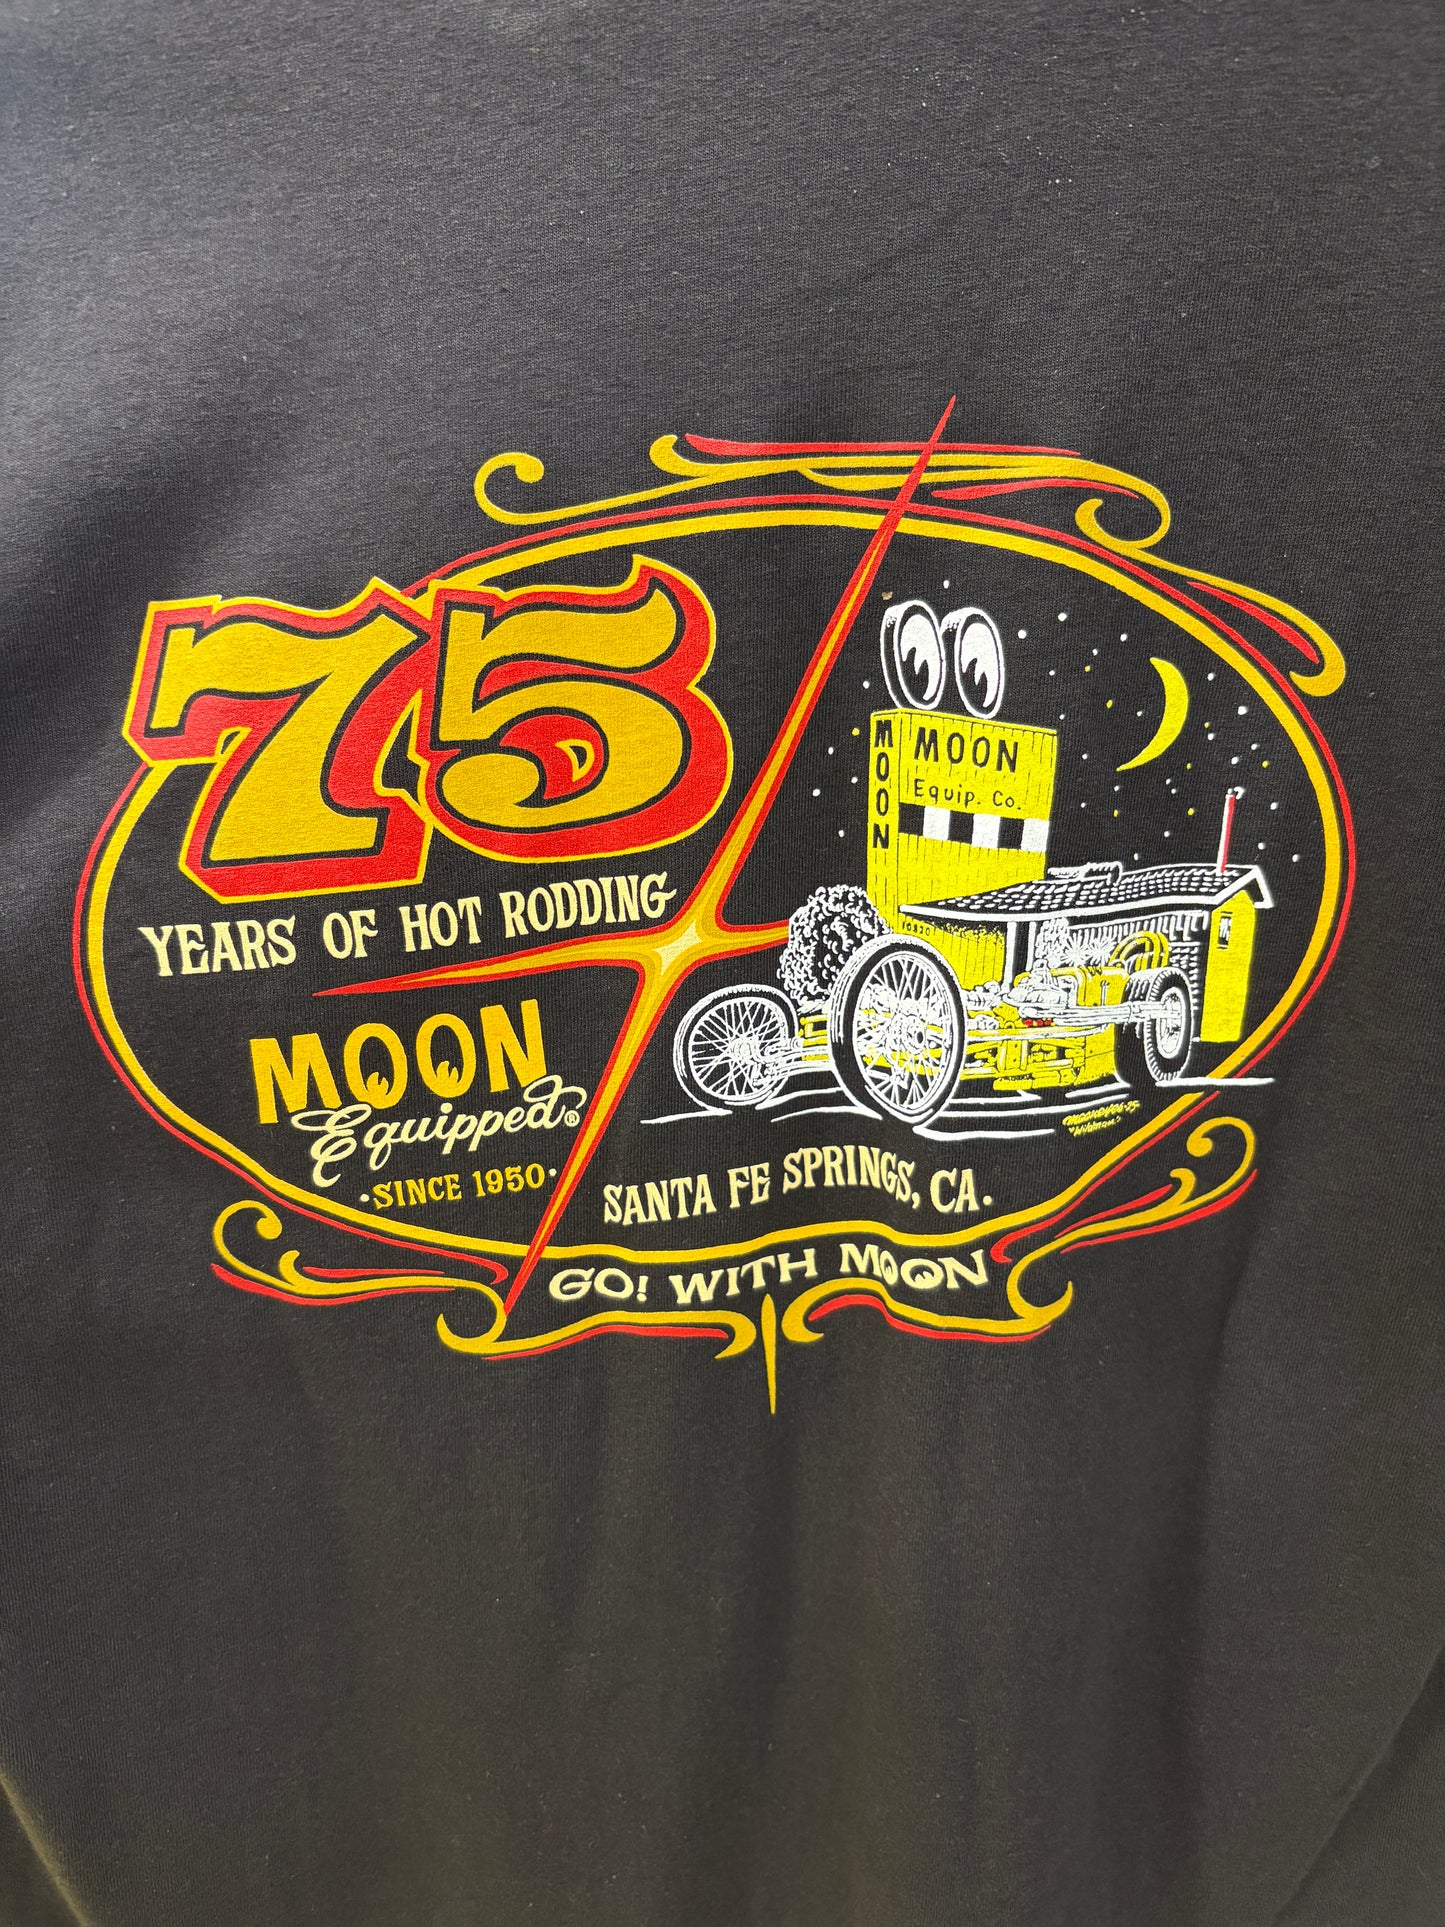 75
YEARS OF HOT RODDING
MOON
Equipped®
·SINCE 1950·
MOON
MOON
Equip. Co.
10820
SANTA FE SPRINGS, CA.
GO! WITH MOON